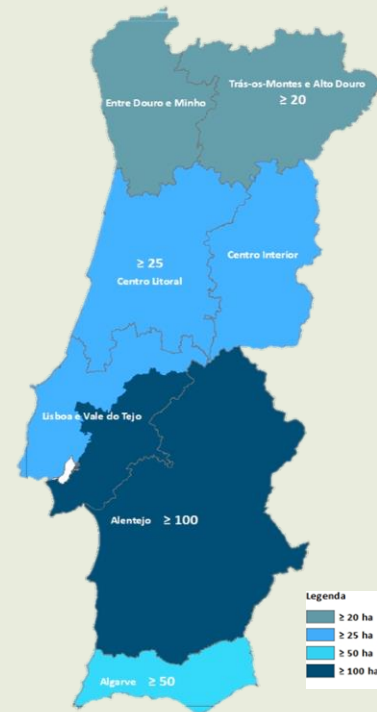 Trás-os-Montes e Alto Douro
≥ 20
Entre Douro e Minho
≥ 25
Centro Litoral
Centro Interior
Lisboa e Vale do Tejo
Alentejo ≥ 100
Algarve ≥ 50
Legenda
≥ 20 ha
≥ 25 ha
≥ 50 ha
≥ 100 ha